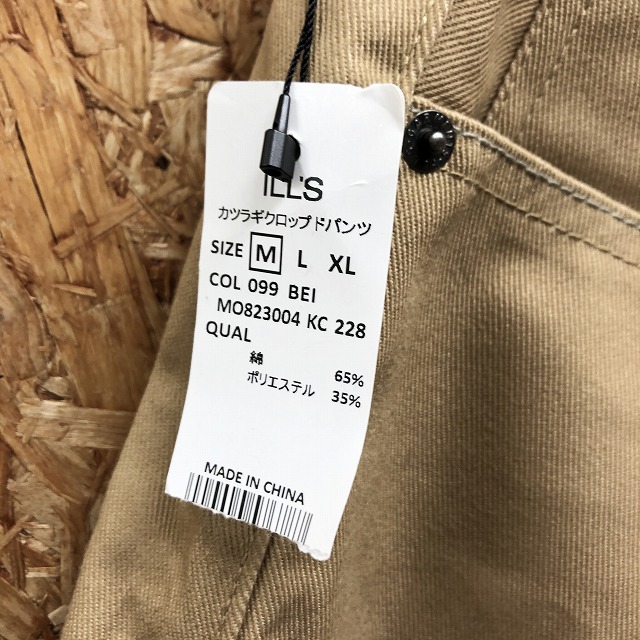 ILL'S
カツラギクロップドパンツ
SIZE M L XL
COL 099 BEI
MO823004 KC 228
QUAL
綿 65%
ポリエステル 35%
MADE IN CHINA